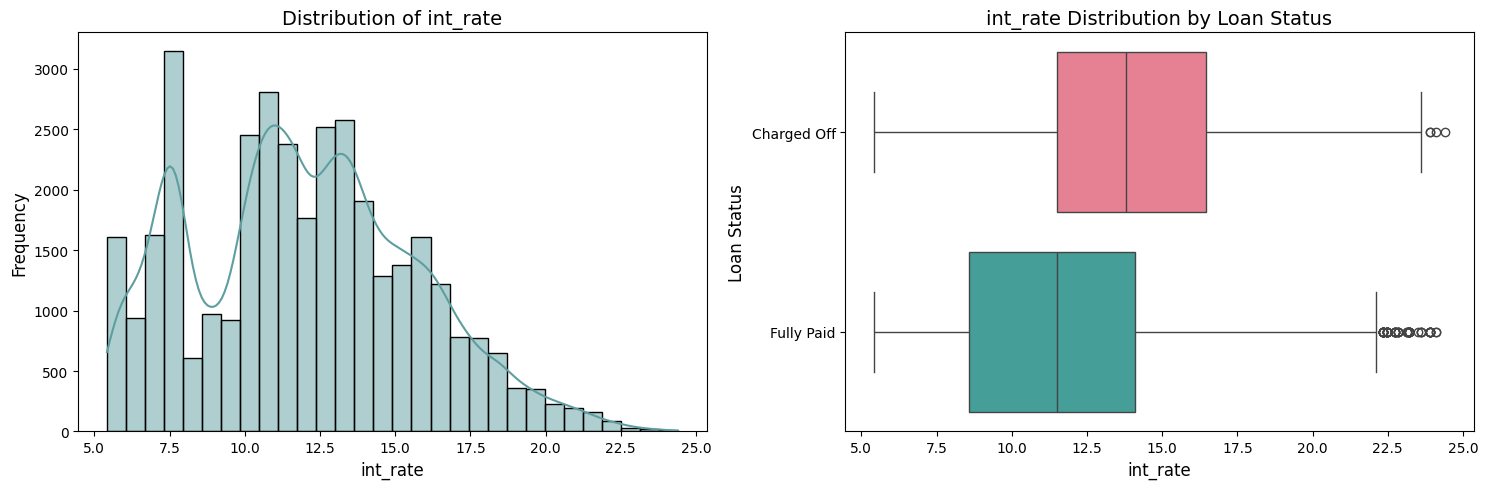 Distribution of int_rate
Frequency
3000
2500
2000
1500
1000
500
0
5.0 7.5 10.0 12.5 15.0 17.5 20.0 22.5 25.0
int_rate
int_rate Distribution by Loan Status
Loan Status
Charged Off
Fully Paid
5.0 7.5 10.0 12.5 15.0 17.5 20.0 22.5 25.0
int_rate